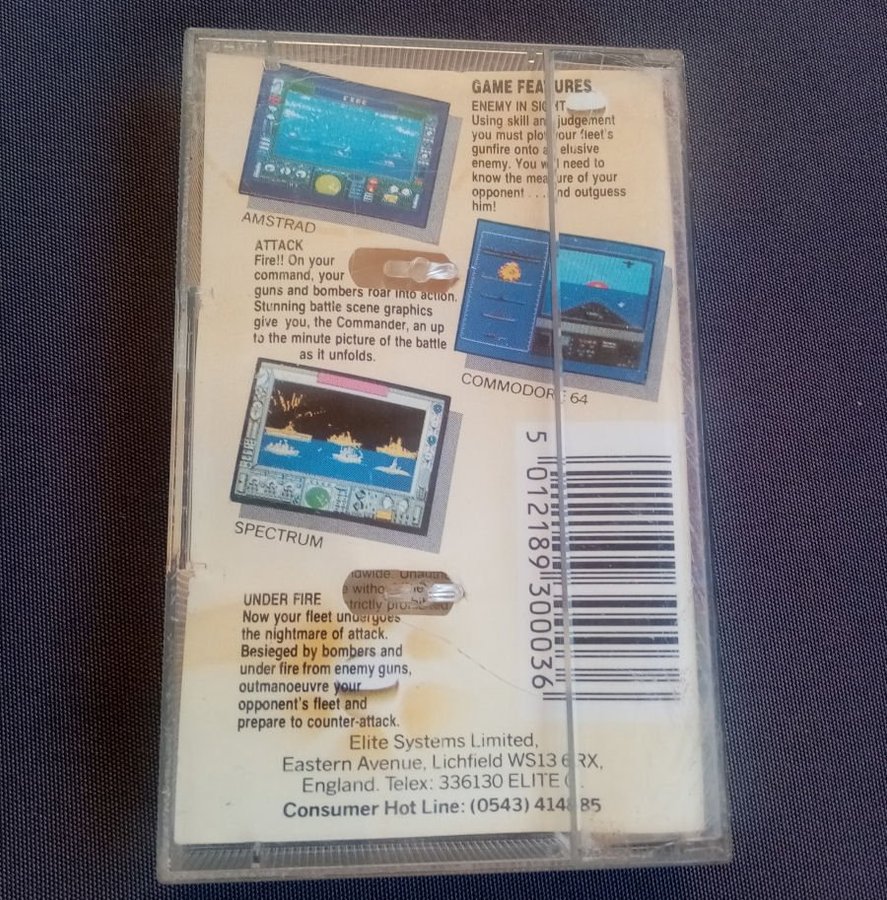 GAME FEATURES
ENEMY IN SIGHT
Using skill and judgement
you must plot your fleet's
gunfire onto an elusive
enemy. You will need to
know the measure of your
opponent . . . and outguess
him!
AMSTRAD
ATTACK
Fire!! On your
command, your
guns and bombers roar into action.
Stunning battle scene graphics
give you, the Commander, an up
to the minute picture of the battle
as it unfolds.
COMMODORE 64
SPECTRUM
5 012189 300036
UNDER FIRE
Now your fleet undergoes
the nightmare of attack.
Besieged by bombers and
under fire from enemy guns,
outmanoeuvre your
opponent's fleet and
prepare to counter-attack.
Elite Systems Limited,
Eastern Avenue, Lichfield WS13 6RX,
England. Telex: 336130 ELITE
Consumer Hot Line: (0543)